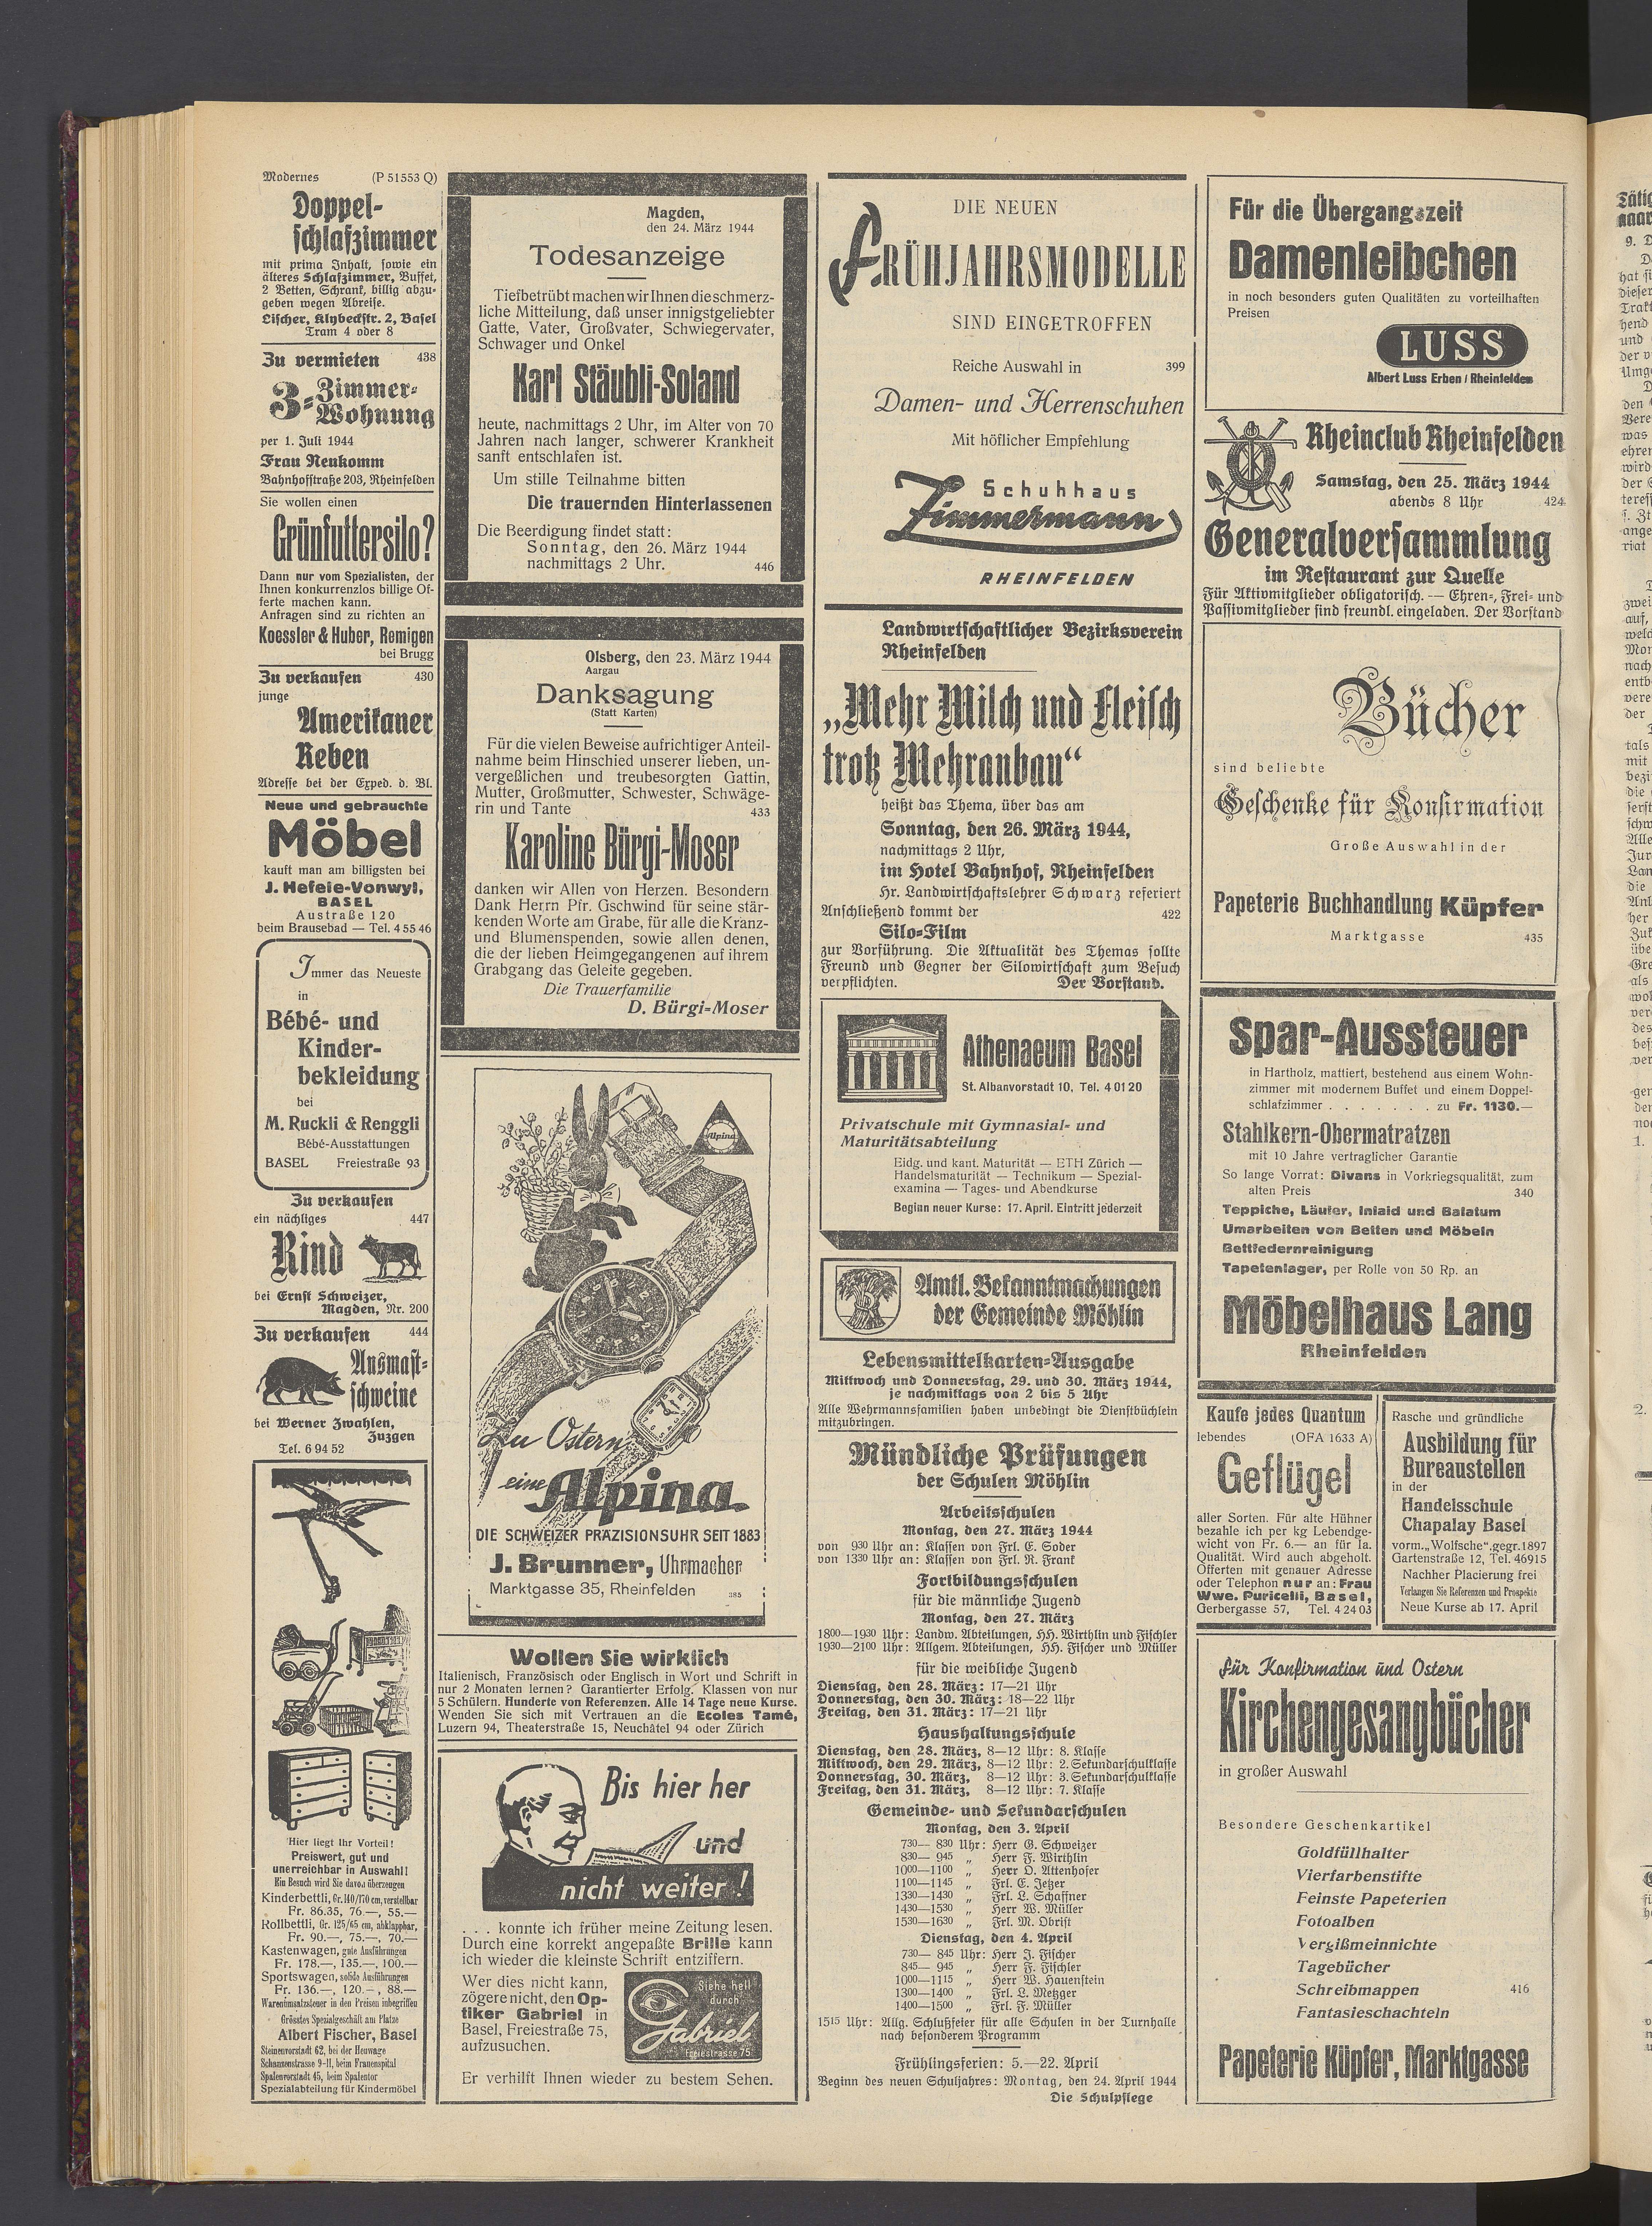 Modernes (P 51553 Q)
Doppel-
schlafzimmer
mit prima Inhalt, sowie ein
älteres Schlafzimmer, Buffet,
2 Betten, Schrank, billig abzu-
geben wegen Abreise.
Lischer, Klybeckstr. 2, Basel
Tram 4 oder 8
Zu vermieten 438
3-Zimmer-
Wohnung
per 1. Juli 1944
Frau Neukomm
Bahnhofstraße 203, Rheinfelden
Sie wollen einen
Grünfuttersilo?
Dann nur vom Spezialisten, der
Ihnen konkurrenzlos billige Of-
ferte machen kann.
Anfragen sind zu richten an
Koessler & Huber, Remigen
bei Brugg
Zu verkaufen 430
junge
Amerikaner
Reben
Adresse bei der Exped. d. Bl.
Neue und gebrauchte
Möbel
kauft man am billigsten bei
J. Hefele-Vonwyl,
BASEL
Austraße 120
beim Brausebad — Tel. 4 55 46
Immer das Neueste
in
Bébé- und
Kinder-
bekleidung
bei
M. Ruckli & Renggli
Bébé-Ausstattungen
BASEL Freiestraße 93
Zu verkaufen
ein nächtiges 447
Rind
bei Ernst Schweizer,
Magden, Nr. 200
Zu verkaufen 444
Ausmast-
schweine
bei Werner Zwahlen,
Zuzgen
Tel. 6 94 52
Hier liegt Ihr Vorteil!
Preiswert, gut und
unerreichbar in Auswahl!
Ein Besuch wird Sie davon überzeugen
Kinderbettli, Gr. 140/170 cm, verstellbar
Fr. 86.35, 76.—, 55.—
Rollbettli, Gr. 125/65 cm, abklappbar,
Fr. 90.—, 75.—, 70.—
Kastenwagen, gute Ausführungen
Fr. 178.—, 135.—, 100.—
Sportswagen, solide Ausführungen
Fr. 136.—, 120.—, 88.—
Warenumsatzsteuer in den Preisen inbegriffen
Grösstes Spezialgeschäft am Platze
Albert Fischer, Basel
Steinenvorstadt 62, bei der Heuwage
Schanzenstrasse 9-11, beim Frauenspital
Spalenvorstadt 45, beim Spalentor
Spezialabteilung für Kindermöbel
Magden,
den 24. März 1944
Todesanzeige
Tiefbetrübt machen wir Ihnen die schmerz-
liche Mitteilung, daß unser innigstgeliebter
Gatte, Vater, Großvater, Schwiegervater,
Schwager und Onkel
Karl Stäubli-Soland
heute, nachmittags 2 Uhr, im Alter von 70
Jahren nach langer, schwerer Krankheit
sanft entschlafen ist.
Um stille Teilnahme bitten
Die trauernden Hinterlassenen
Die Beerdigung findet statt:
Sonntag, den 26. März 1944
nachmittags 2 Uhr. 446
Olsberg, den 23. März 1944
Aargau
Danksagung
(Statt Karten)
Für die vielen Beweise aufrichtiger Anteil-
nahme beim Hinschied unserer lieben, un-
vergeßlichen und treubesorgten Gattin,
Mutter, Großmutter, Schwester, Schwäge-
rin und Tante 433
Karoline Bürgi-Moser
danken wir Allen von Herzen. Besondern
Dank Herrn Pfr. Gschwind für seine stär-
kenden Worte am Grabe, für alle die Kranz-
und Blumenspenden, sowie allen denen,
die der lieben Heimgegangenen auf ihrem
Grabgang das Geleite gegeben.
Die Trauerfamilie
D. Bürgi-Moser
Alpina
Zu Ostern
eine Alpina
DIE SCHWEIZER PRÄZISIONSUHR SEIT 1883
J. Brunner, Uhrmacher
Marktgasse 35, Rheinfelden 385
Wollen Sie wirklich
Italienisch, Französisch oder Englisch in Wort und Schrift in
nur 2 Monaten lernen? Garantierter Erfolg. Klassen von nur
5 Schülern. Hunderte von Referenzen. Alle 14 Tage neue Kurse.
Wenden Sie sich mit Vertrauen an die Ecoles Tamé,
Luzern 94, Theaterstraße 15, Neuchâtel 94 oder Zürich
Bis hier her
und
nicht weiter!
. . . konnte ich früher meine Zeitung lesen.
Durch eine korrekt angepaßte Brille kann
ich wieder die kleinste Schrift entziffern.
Wer dies nicht kann,
zögere nicht, den Op-
tiker Gabriel in
Basel, Freiestraße 75,
aufzusuchen.
Siehe hell
durch
Gabriel
Freiestrasse 75
Er verhilft Ihnen wieder zu bestem Sehen.
DIE NEUEN
FRÜHJAHRSMODELLE
SIND EINGETROFFEN
Reiche Auswahl in 399
Damen- und Herrenschuhen
Mit höflicher Empfehlung
Schuhhaus
Zimmermann
RHEINFELDEN
Landwirtschaftlicher Bezirksverein
Rheinfelden
„Mehr Milch und Fleisch
trotz Mehranbau“
heißt das Thema, über das am
Sonntag, den 26. März 1944,
nachmittags 2 Uhr,
im Hotel Bahnhof, Rheinfelden
Hr. Landwirtschaftslehrer Schwarz referiert
Anschließend kommt der 422
Silo-Film
zur Vorführung. Die Aktualität des Themas sollte
Freund und Gegner der Silowirtschaft zum Besuch
verpflichten. Der Vorstand.
Athenaeum Basel
St. Albanvorstadt 10, Tel. 4 01 20
Privatschule mit Gymnasial- und
Maturitätsabteilung
Eidg. und kant. Maturität — ETH Zürich —
Handelsmaturität — Technikum — Spezial-
examina — Tages- und Abendkurse
Beginn neuer Kurse: 17. April. Eintritt jederzeit
Amtl. Bekanntmachungen
der Gemeinde Möhlin
Lebensmittelkarten-Ausgabe
Mittwoch und Donnerstag, 29. und 30. März 1944,
je nachmittags von 2 bis 5 Uhr
Alle Wehrmannsfamilien haben unbedingt die Dienstbüchlein
mitzubringen.
Mündliche Prüfungen
der Schulen Möhlin
Arbeitsschulen
Montag, den 27. März 1944
von 930 Uhr an: Klassen von Frl. E. Soder
von 1330 Uhr an: Klassen von Frl. R. Frank
Fortbildungsschulen
für die männliche Jugend
Montag, den 27. März
1800—1930 Uhr: Landw. Abteilungen, HH. Wirthlin und Fischler
1930—2100 Uhr: Allgem. Abteilungen, HH. Fischer und Müller
für die weibliche Jugend
Dienstag, den 28. März: 17—21 Uhr
Donnerstag, den 30. März: 18—22 Uhr
Freitag, den 31. März: 17—21 Uhr
Haushaltungsschule
Dienstag, den 28. März, 8—12 Uhr: 8. Klasse
Mittwoch, den 29. März, 8—12 Uhr: 2. Sekundarschulklasse
Donnerstag, 30. März, 8—12 Uhr: 3. Sekundarschulklasse
Freitag, den 31. März, 8—12 Uhr: 7. Klasse
Gemeinde- und Sekundarschulen
Montag, den 3. April
730— 830 Uhr: Herr G. Schweizer
830— 945 „ Herr F. Wirthlin
1000—1100 „ Herr O. Attenhofer
1100—1145 „ Frl. E. Jetzer
1330—1430 „ Frl. L. Schaffner
1430—1530 „ Herr W. Müller
1530—1630 „ Frl. M. Obrist
Dienstag, den 4. April
730— 845 Uhr: Herr J. Fischer
845— 945 „ Herr F. Fischler
1000—1115 „ Herr W. Hauenstein
1300—1400 „ Frl. L. Metzger
1400—1500 „ Frl. F. Müller
1515 Uhr: Allg. Schlußfeier für alle Schulen in der Turnhalle
nach besonderem Programm
Frühlingsferien: 5.—22. April
Beginn des neuen Schuljahres: Montag, den 24. April 1944
Die Schulpflege
Für die Übergangszeit
Damenleibchen
in noch besonders guten Qualitäten zu vorteilhaften
Preisen
LUSS
Albert Luss Erben / Rheinfelden
Rheinclub Rheinfelden
Samstag, den 25. März 1944
abends 8 Uhr 424
Generalversammlung
im Restaurant zur Quelle
Für Aktivmitglieder obligatorisch. — Ehren-, Frei- und
Passivmitglieder sind freundl. eingeladen. Der Vorstand
Bücher
sind beliebte
Geschenke für Konfirmation
Große Auswahl in der
Papeterie Buchhandlung Küpfer
Marktgasse 435
Spar-Aussteuer
in Hartholz, mattiert, bestehend aus einem Wohn-
zimmer mit modernem Buffet und einem Doppel-
schlafzimmer . . . . . . . zu Fr. 1130.—
Stahlkern-Obermatratzen
mit 10 Jahre vertraglicher Garantie
So lange Vorrat: Divans in Vorkriegsqualität, zum
alten Preis 340
Teppiche, Läufer, Inlaid und Balatum
Umarbeiten von Betten und Möbeln
Bettfedernreinigung
Tapetenlager, per Rolle von 50 Rp. an
Möbelhaus Lang
Rheinfelden
Kaufe jedes Quantum
lebendes (OFA 1633 A)
Geflügel
aller Sorten. Für alte Hühner
bezahle ich per kg Lebendge-
wicht von Fr. 6.— an für Ia.
Qualität. Wird auch abgeholt.
Offerten mit genauer Adresse
oder Telephon nur an: Frau
Wwe. Puricelli, Basel,
Gerbergasse 57, Tel. 4 24 03
Rasche und gründliche
Ausbildung für
Bureaustellen
in der
Handelsschule
Chapalay Basel
vorm. „Wolfsche“, gegr. 1897
Gartenstraße 12, Tel. 46915
Nachher Placierung frei
Verlangen Sie Referenzen und Prospekte
Neue Kurse ab 17. April
für Konfirmation und Ostern
Kirchengesangbücher
in großer Auswahl
Besondere Geschenkartikel
Goldfüllhalter
Vierfarbenstifte
Feinste Papeterien
Fotoalben
Vergißmeinnichte
Tagebücher
Schreibmappen 416
Fantasieschachteln
Papeterie Küpfer, Marktgasse